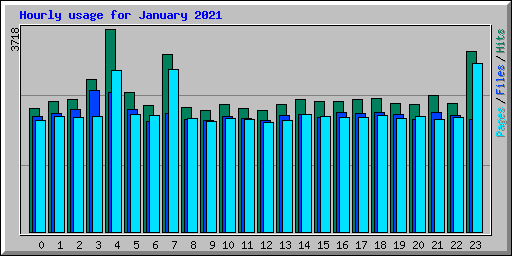 Hourly usage for January 2021
3718
Pages / Files / Hits
0 1 2 3 4 5 6 7 8 9 10 11 12 13 14 15 16 17 18 19 20 21 22 23